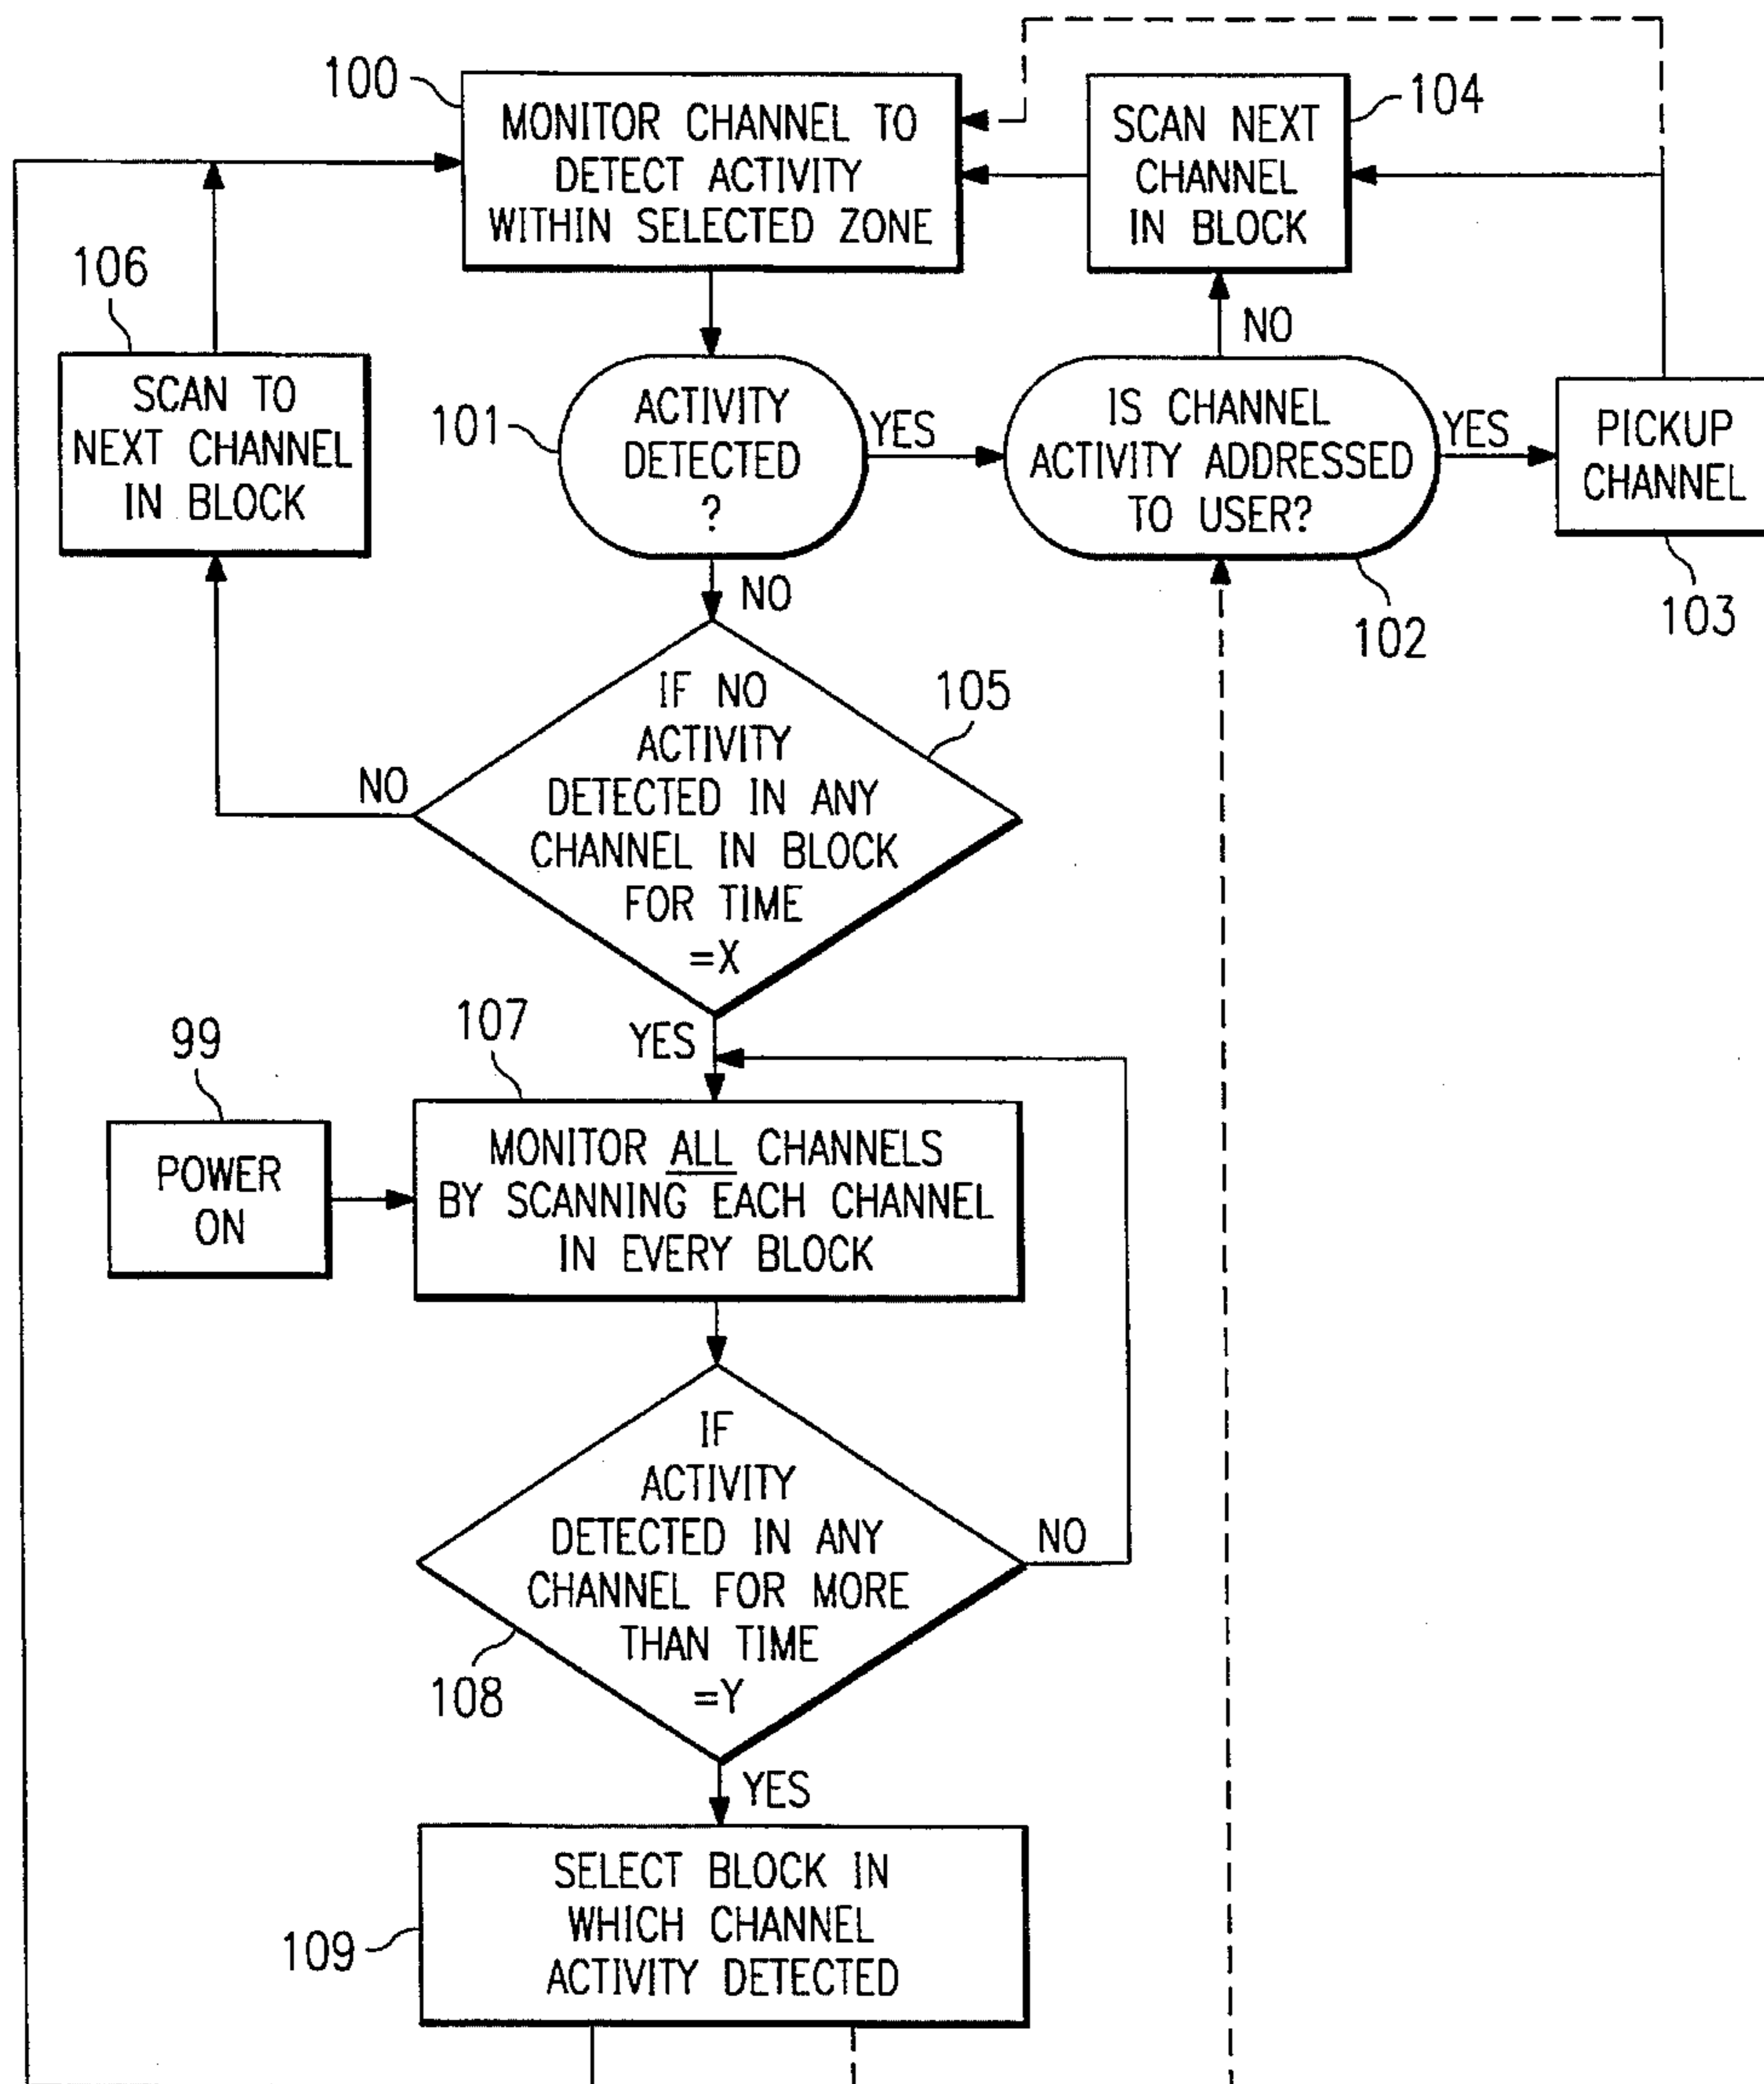 100
MONITOR CHANNEL TO
DETECT ACTIVITY
WITHIN SELECTED ZONE
SCAN NEXT
CHANNEL
IN BLOCK
104
106
SCAN TO
NEXT CHANNEL
IN BLOCK
101
ACTIVITY
DETECTED
?
YES
NO
IS CHANNEL
ACTIVITY ADDRESSED
TO USER?
102
YES
PICKUP
CHANNEL
103
NO
IF NO
ACTIVITY
DETECTED IN ANY
CHANNEL IN BLOCK
FOR TIME
=X
105
NO
YES
99
POWER
ON
107
MONITOR ALL CHANNELS
BY SCANNING EACH CHANNEL
IN EVERY BLOCK
IF
ACTIVITY
DETECTED IN ANY
CHANNEL FOR MORE
THAN TIME
=Y
NO
108
YES
SELECT BLOCK IN
WHICH CHANNEL
ACTIVITY DETECTED
109